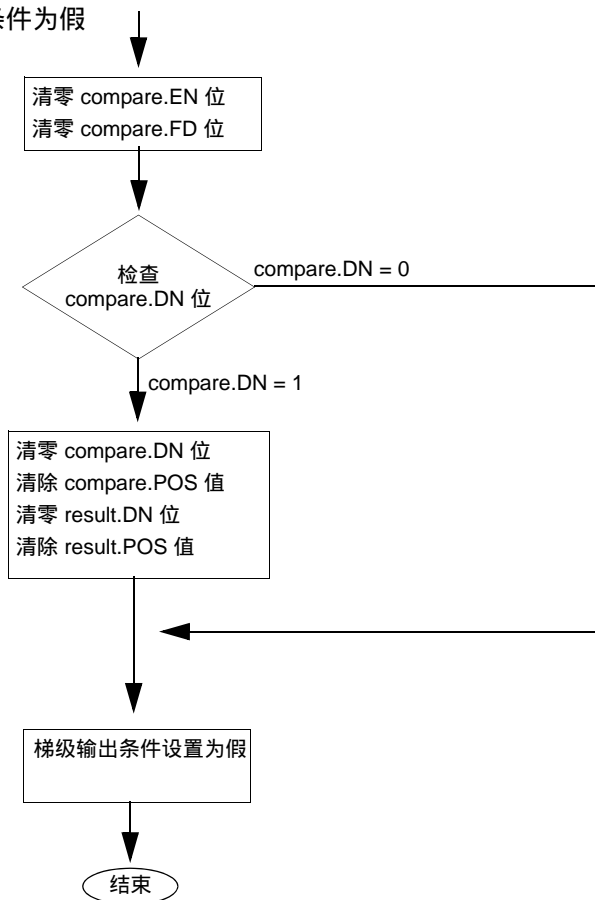 条件为假
清零 compare.EN 位
清零 compare.FD 位
检查
compare.DN 位
compare.DN = 0
compare.DN = 1
清零 compare.DN 位
清除 compare.POS 值
清零 result.DN 位
清除 result.POS 值
梯级输出条件设置为假
结束